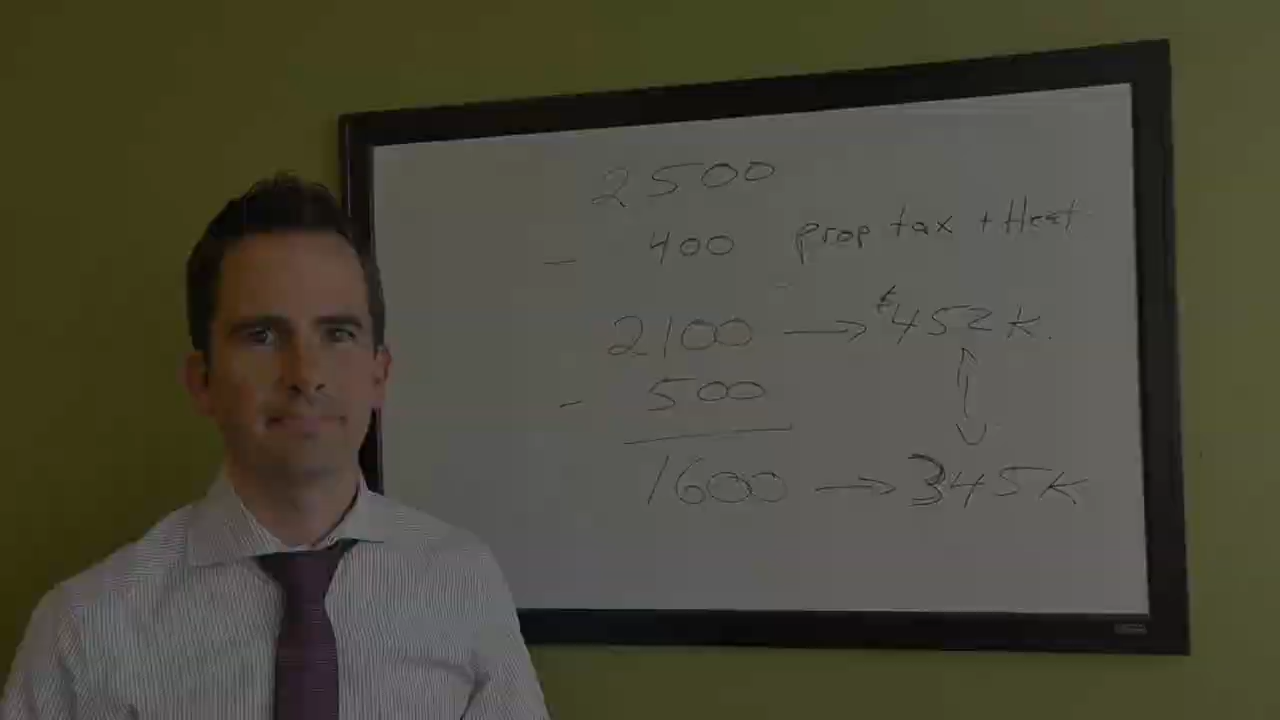 2500
- 400 prop tax + Heat
2100 → $452K.
- 500
1600 → 345K